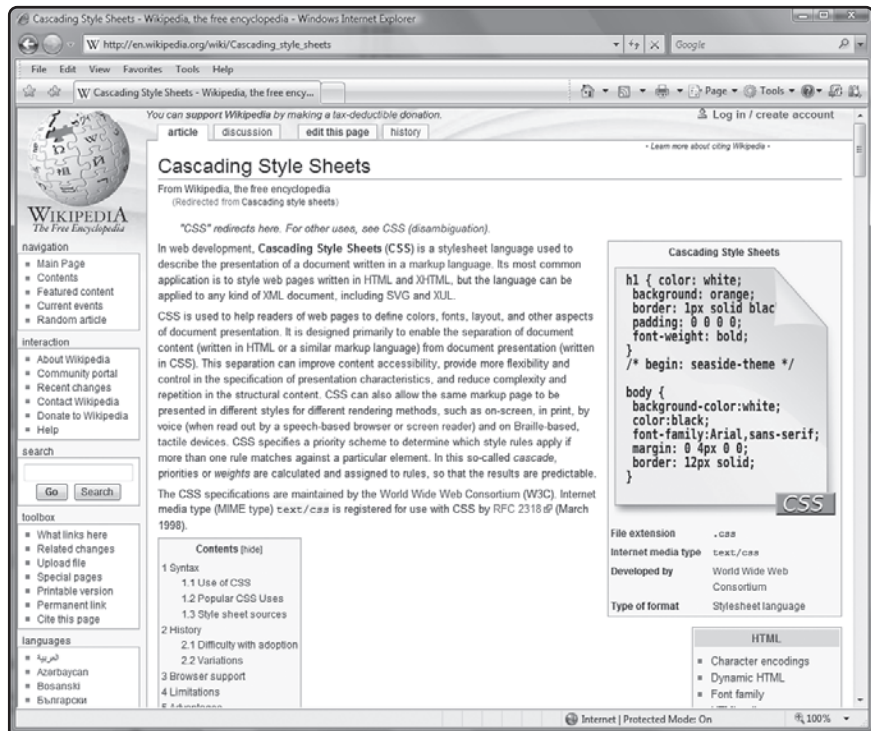 Cascading Style Sheets - Wikipedia, the free encyclopedia - Windows Internet Explorer
W http://en.wikipedia.org/wiki/Cascading_style_sheets
Google
File Edit View Favorites Tools Help
W Cascading Style Sheets - Wikipedia, the free ency...
Page Tools
You can support Wikipedia by making a tax-deductible donation.
Log in / create account
article discussion edit this page history
- Learn more about citing Wikipedia -
WIKIPEDIA
The Free Encyclopedia
navigation
Main Page
Contents
Featured content
Current events
Random article
interaction
About Wikipedia
Community portal
Recent changes
Contact Wikipedia
Donate to Wikipedia
Help
search
Go Search
toolbox
What links here
Related changes
Upload file
Special pages
Printable version
Permanent link
Cite this page
languages
العربية
Azərbaycan
Bosanski
Български
Cascading Style Sheets
From Wikipedia, the free encyclopedia
(Redirected from Cascading style sheets)
"CSS" redirects here. For other uses, see CSS (disambiguation).
In web development, Cascading Style Sheets (CSS) is a stylesheet language used to
describe the presentation of a document written in a markup language. Its most common
application is to style web pages written in HTML and XHTML, but the language can be
applied to any kind of XML document, including SVG and XUL.
CSS is used to help readers of web pages to define colors, fonts, layout, and other aspects
of document presentation. It is designed primarily to enable the separation of document
content (written in HTML or a similar markup language) from document presentation (written
in CSS). This separation can improve content accessibility, provide more flexibility and
control in the specification of presentation characteristics, and reduce complexity and
repetition in the structural content. CSS can also allow the same markup page to be
presented in different styles for different rendering methods, such as on-screen, in print, by
voice (when read out by a speech-based browser or screen reader) and on Braille-based,
tactile devices. CSS specifies a priority scheme to determine which style rules apply if
more than one rule matches against a particular element. In this so-called cascade,
priorities or weights are calculated and assigned to rules, so that the results are predictable.
The CSS specifications are maintained by the World Wide Web Consortium (W3C). Internet
media type (MIME type) text/css is registered for use with CSS by RFC 2318 (March
1998).
Contents [hide]
1 Syntax
1.1 Use of CSS
1.2 Popular CSS Uses
1.3 Style sheet sources
2 History
2.1 Difficulty with adoption
2.2 Variations
3 Browser support
4 Limitations
5 Advantages
Cascading Style Sheets
h1 { color: white;
background: orange;
border: 1px solid blac
padding: 0 0 0 0;
font-weight: bold;
}
/* begin: seaside-theme */
body {
background-color:white;
color:black;
font-family:Arial,sans-serif;
margin: 0 4px 0 0;
border: 12px solid;
}
CSS
File extension .css
Internet media type text/css
Developed by World Wide Web
Consortium
Type of format Stylesheet language
HTML
Character encodings
Dynamic HTML
Font family
Internet | Protected Mode: On
100%